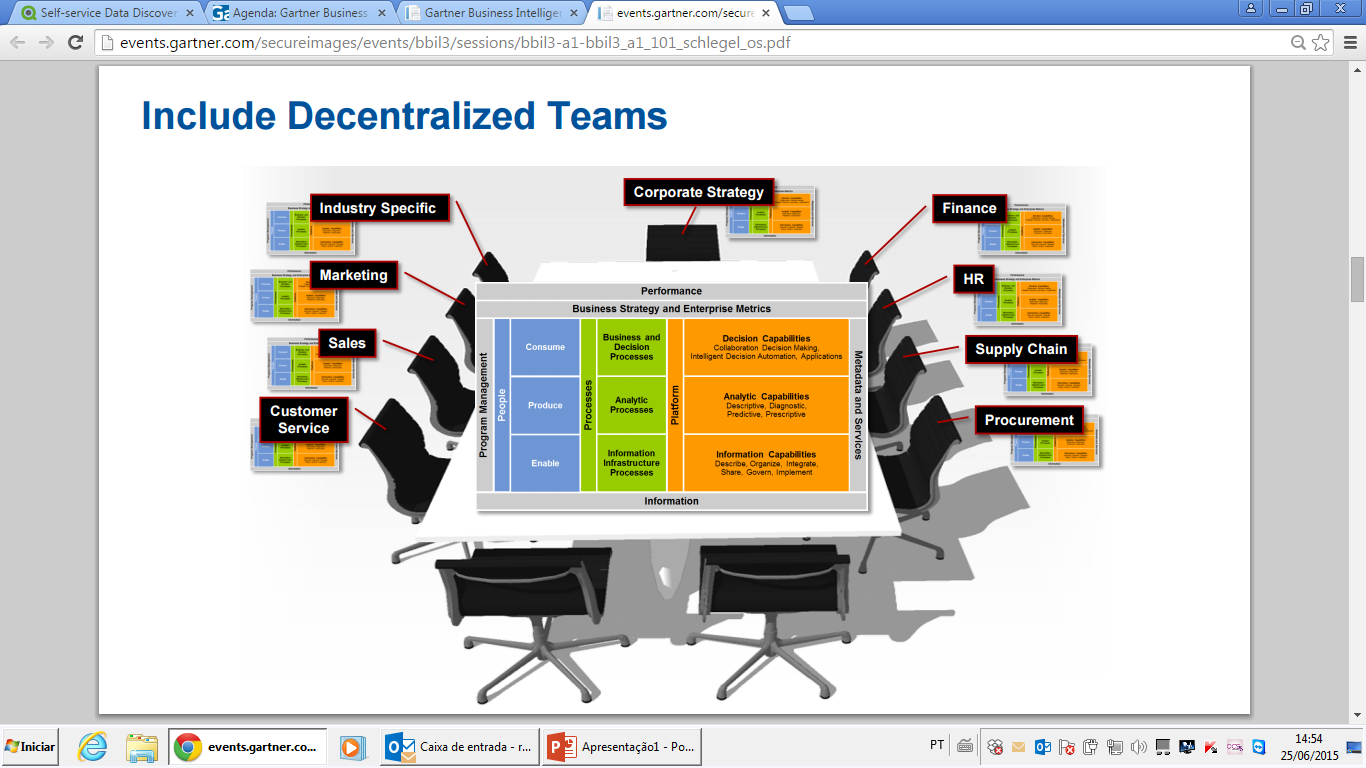 Self-service Data Discover
Agenda: Gartner Business
Gartner Business Intelligen
events.gartner.com/secure
events.gartner.com/secureimages/events/bbil3/sessions/bbil3-a1-bbil3_a1_101_schlegel_os.pdf
Include Decentralized Teams
Corporate Strategy
Industry Specific
Finance
Marketing
HR
Sales
Supply Chain
Customer
Service
Procurement
Performance
Business Strategy and Enterprise Metrics
Program Management
People
Consume
Produce
Enable
Processes
Business and
Decision
Processes
Analytic
Processes
Information
Infrastructure
Processes
Platform
Decision Capabilities
Collaboration Decision Making,
Intelligent Decision Automation, Applications
Analytic Capabilities
Descriptive, Diagnostic,
Predictive, Prescriptive
Information Capabilities
Describe, Organize, Integrate,
Share, Govern, Implement
Metadata and Services
Information
Iniciar
events.gartner.co...
Caixa de entrada - r...
Apresentação1 - Po...
PT
14:54
25/06/2015